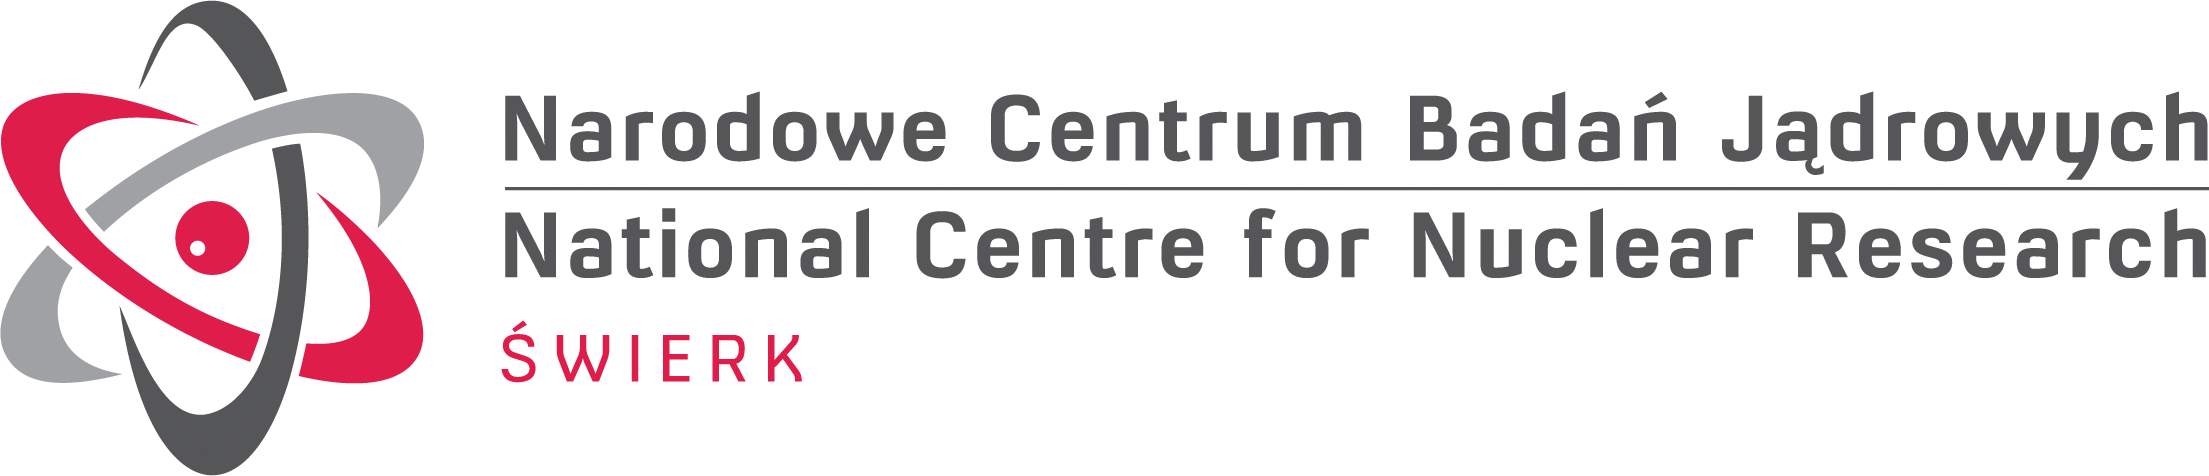 Narodowe Centrum Badań Jądrowych
National Centre for Nuclear Research
ŚWIERK